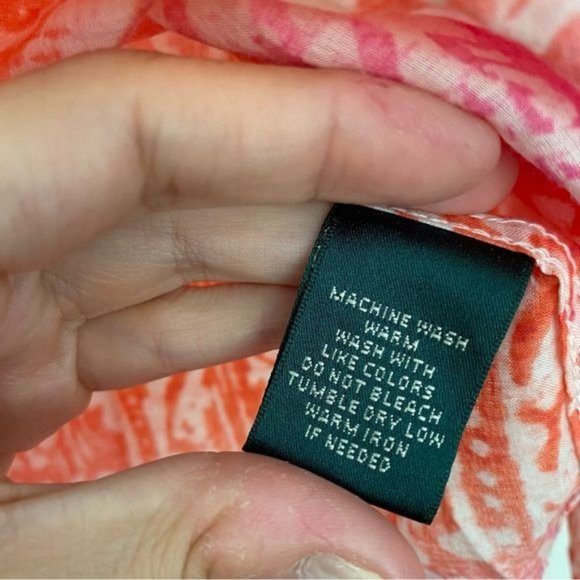 MACHINE WASH
WARM
WASH WITH
LIKE COLORS
DO NOT BLEACH
TUMBLE DRY LOW
WARM IRON
IF NEEDED